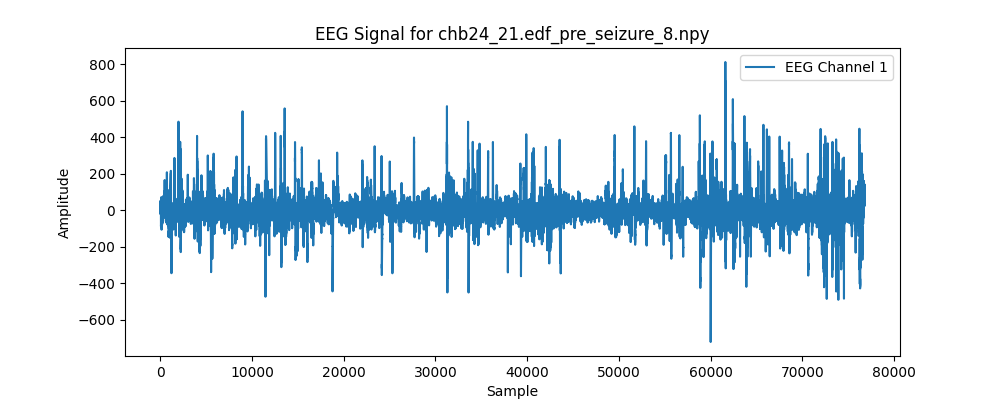 EEG Signal for chb24_21.edf_pre_seizure_8.npy
EEG Channel 1
Amplitude
800
600
400
200
0
−200
−400
−600
0 10000 20000 30000 40000 50000 60000 70000 80000
Sample